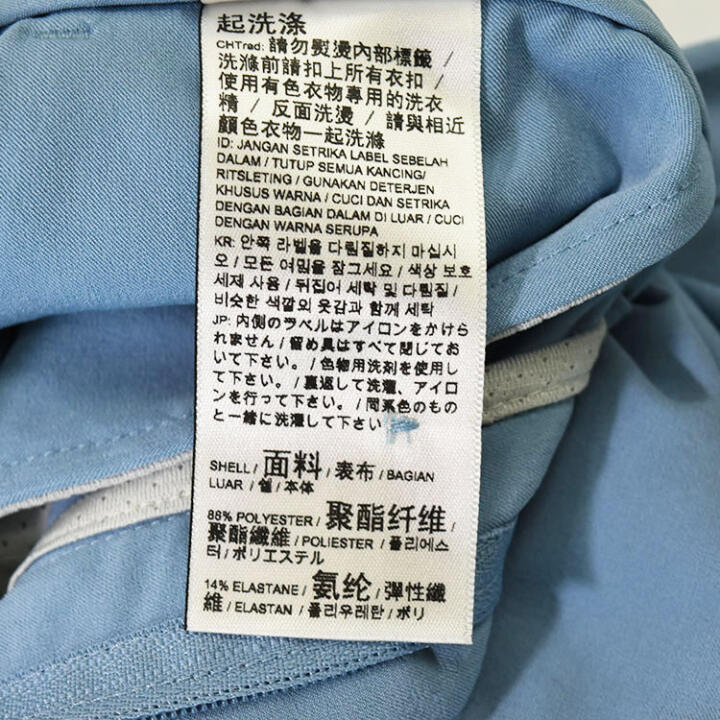 起洗涤
CHTrad: 請勿熨燙內部標籤 /
洗滌前請扣上所有衣扣 /
使用有色衣物專用的洗衣
精 / 反面洗燙 / 請與相近
顏色衣物一起洗滌
ID: JANGAN SETRIKA LABEL SEBELAH
DALAM / TUTUP SEMUA KANCING/
RITSLETING / GUNAKAN DETERJEN
KHUSUS WARNA / CUCI DAN SETRIKA
DENGAN BAGIAN DALAM DI LUAR / CUCI
DENGAN WARNA SERUPA
KR: 안쪽 라벨을 다림질하지 마십시
오 / 모든 여밈을 잠그세요 / 색상 보호
세제 사용 / 뒤집어 세탁 및 다림질 /
비슷한 색깔의 옷감과 함께 세탁
JP: 内側のラベルはアイロンをかけら
れません / 留め具はすべて閉じてお
いて下さい。 / 色物用洗剤を使用し
て下さい。 / 裏返して洗濯、アイロ
ンを行って下さい。 / 同系色のもの
と一緒に洗濯して下さい
SHELL / 面料 / 表布 / BAGIAN
LUAR / 쉘 / 本体
86% POLYESTER / 聚酯纤维 /
聚酯纖維 / POLIESTER / 폴리에스
터 / ポリエステル
14% ELASTANE / 氨纶 / 彈性纖
維 / ELASTAN / 폴리우레탄 / ポリ